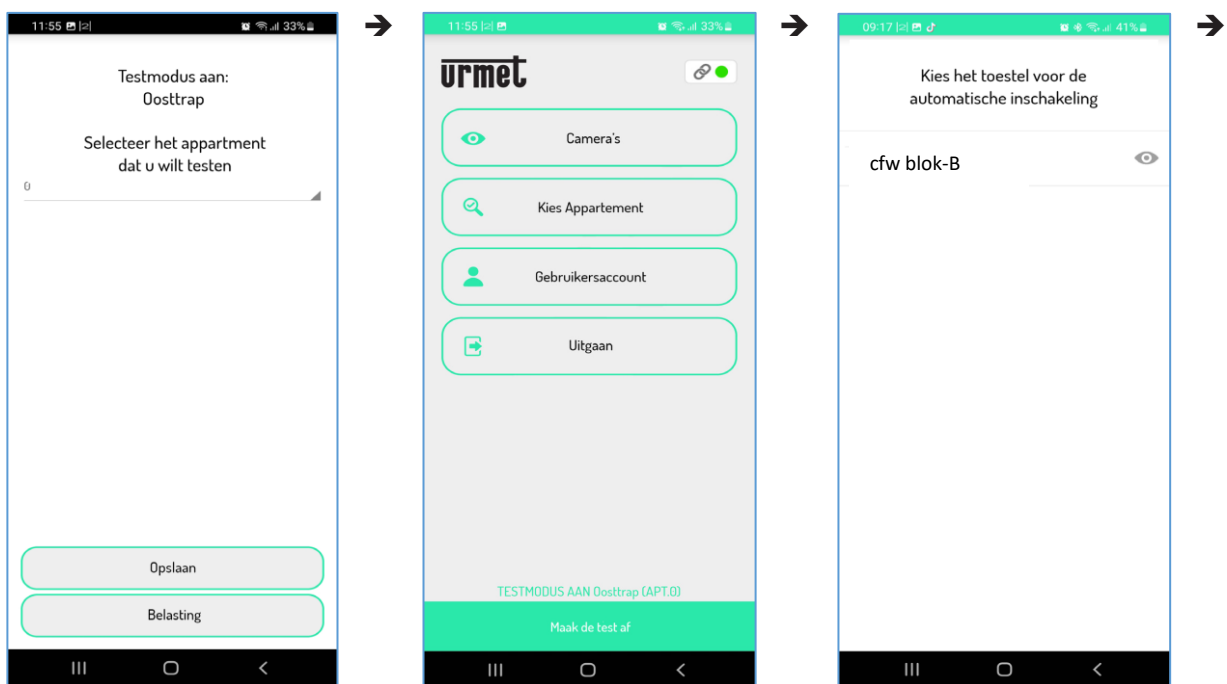 11:55 33%
Testmodus aan:
Oosttrap
Selecteer het appartment
dat u wilt testen
0
Opslaan
Belasting
11:55 33%
urmet
Camera's
Kies Appartement
Gebruikersaccount
Uitgaan
TESTMODUS AAN Oosttrap (APT.0)
Maak de test af
09:17 41%
Kies het toestel voor de
automatische inschakeling
cfw blok-B